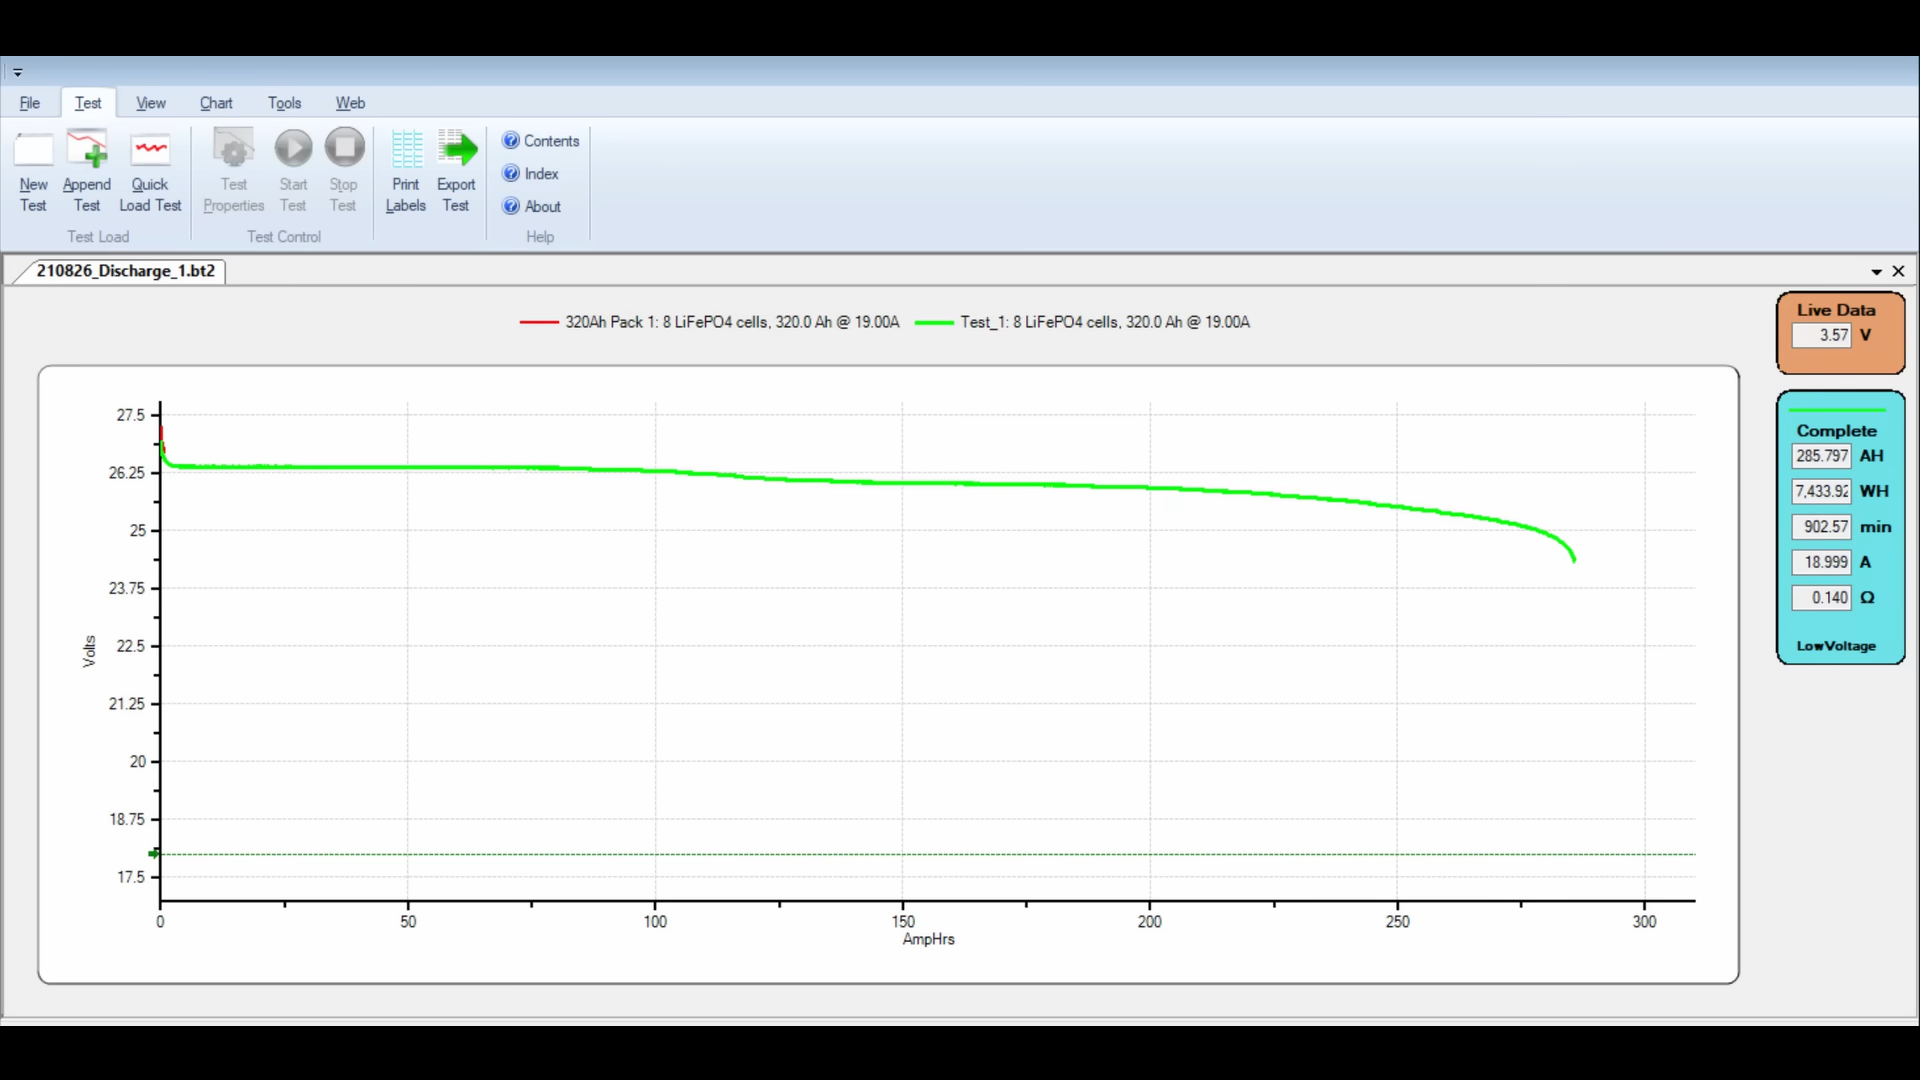 File Test View Chart Tools Web
New Test
Append Test
Quick Load Test
Test Load
Test Properties
Start Test
Stop Test
Test Control
Print Labels
Export Test
Contents
Index
About
Help
210826_Discharge_1.bt2
320Ah Pack 1: 8 LiFePO4 cells, 320.0 Ah @ 19.00A
Test_1: 8 LiFePO4 cells, 320.0 Ah @ 19.00A
Live Data
3.57 V
Complete
285.797 AH
7,433.92 WH
902.57 min
18.999 A
0.140 Ω
LowVoltage
Volts
27.5
26.25
25
23.75
22.5
21.25
20
18.75
17.5
0 50 100 150 200 250 300
AmpHrs